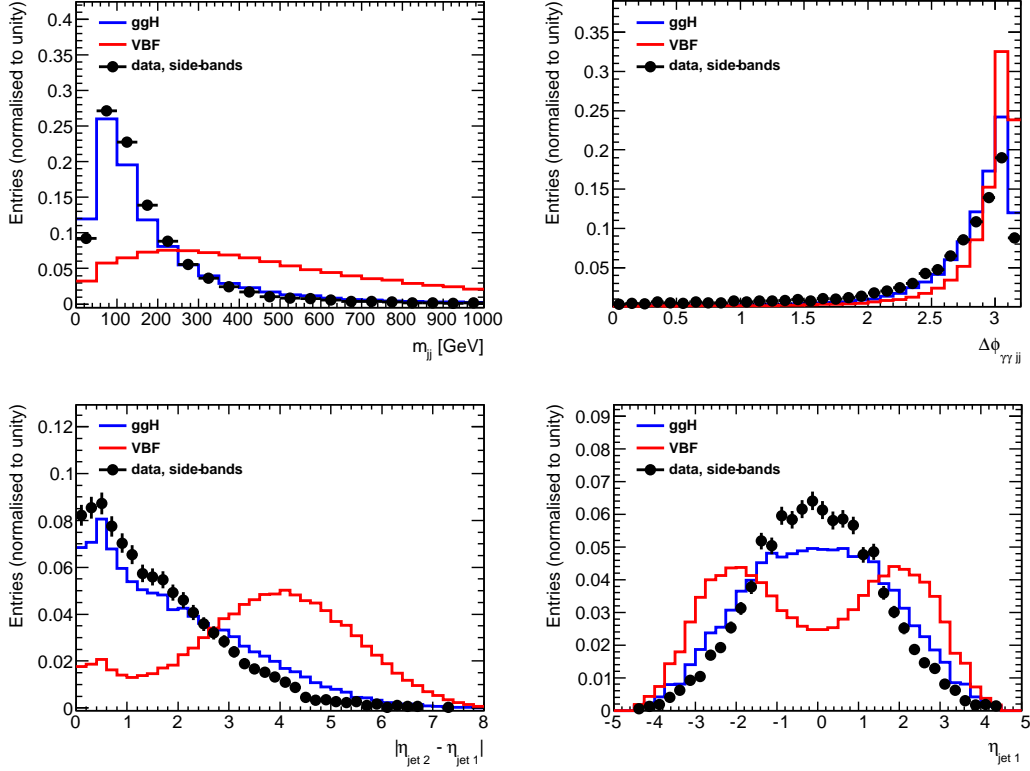 Entries (normalised to unity)
0.4
0.35
0.3
0.25
0.2
0.15
0.1
0.05
0
ggH
VBF
data, side-bands
0 100 200 300 400 500 600 700 800 900 1000
m_jj [GeV]
Entries (normalised to unity)
0.35
0.3
0.25
0.2
0.15
0.1
0.05
ggH
VBF
data, side-bands
0 0.5 1 1.5 2 2.5 3
Δϕ_γγ jj
Entries (normalised to unity)
0.12
0.1
0.08
0.06
0.04
0.02
0
ggH
VBF
data, side-bands
0 1 2 3 4 5 6 7 8
|η_jet 2 - η_jet 1|
Entries (normalised to unity)
0.09
0.08
0.07
0.06
0.05
0.04
0.03
0.02
0.01
0
ggH
VBF
data, side-bands
-5 -4 -3 -2 -1 0 1 2 3 4 5
η_jet 1